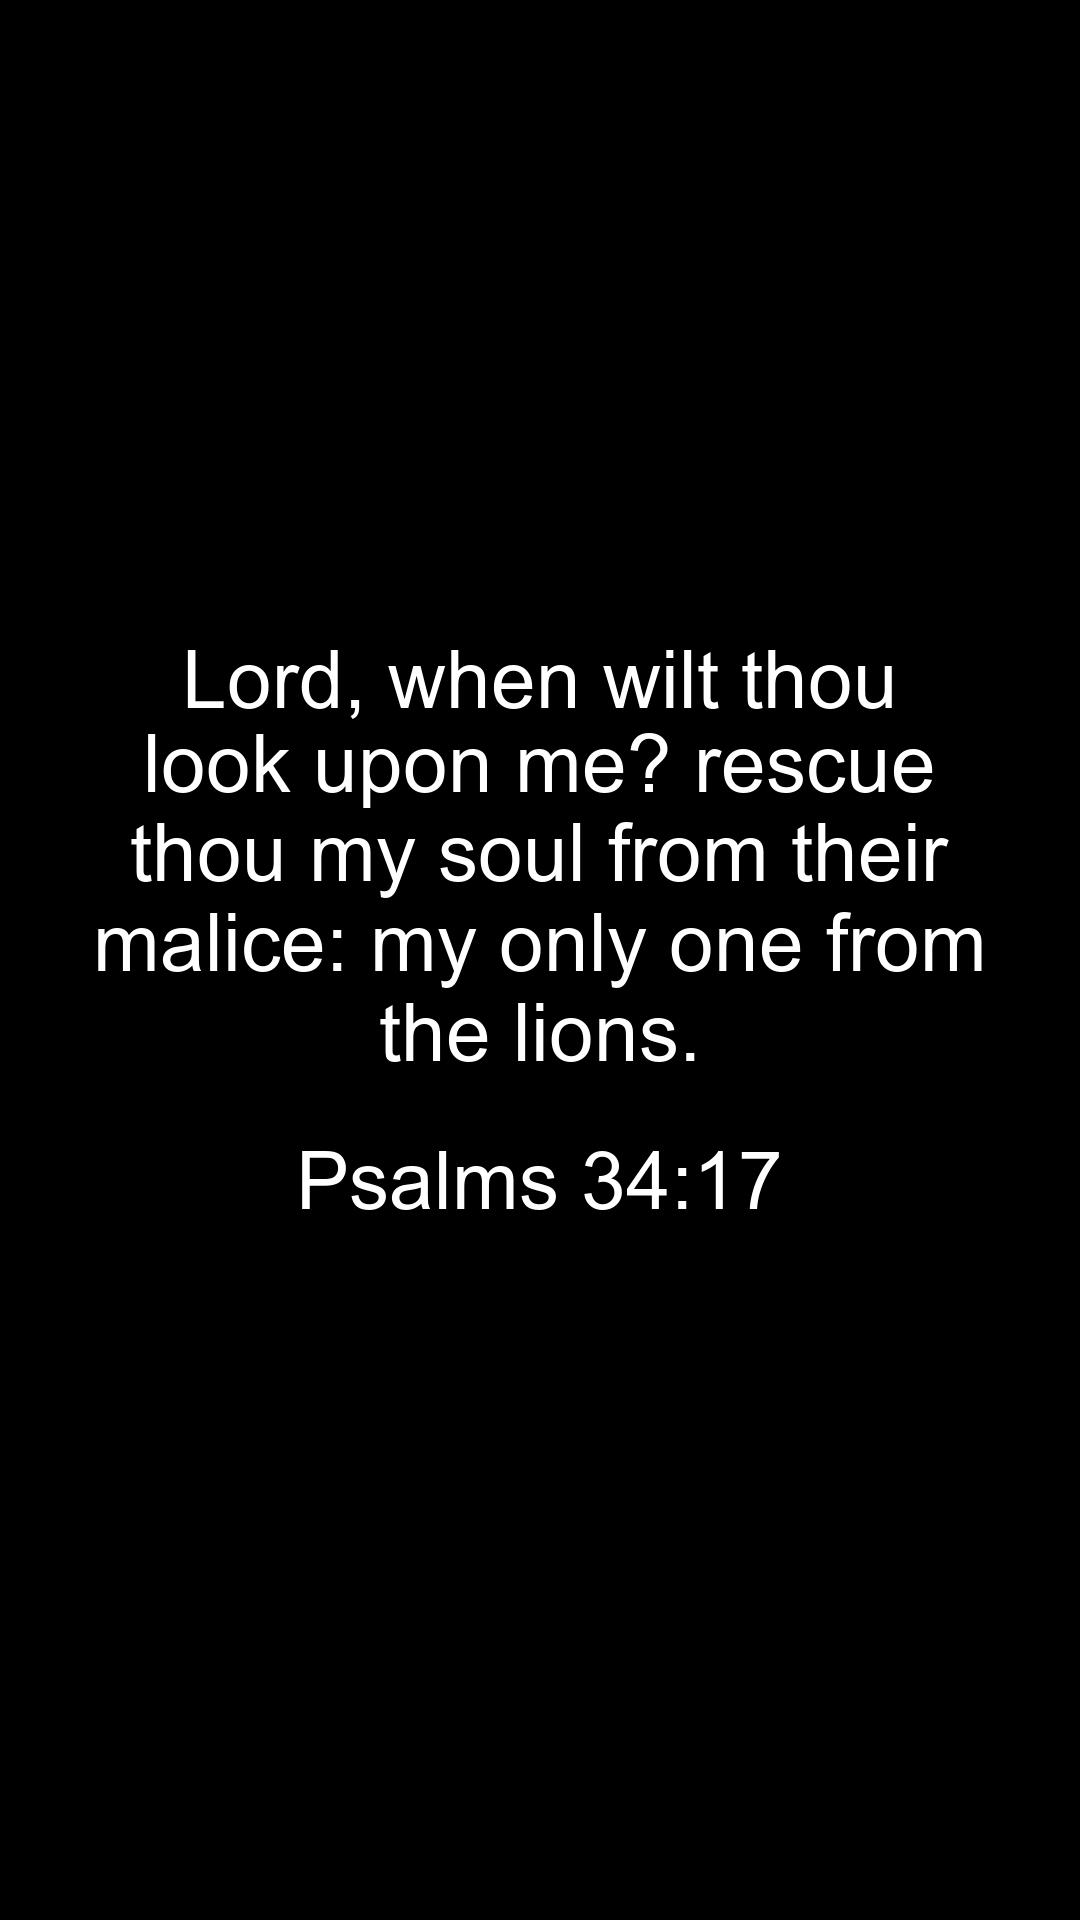 Lord, when wilt thou
look upon me? rescue
thou my soul from their
malice: my only one from
the lions.
Psalms 34:17